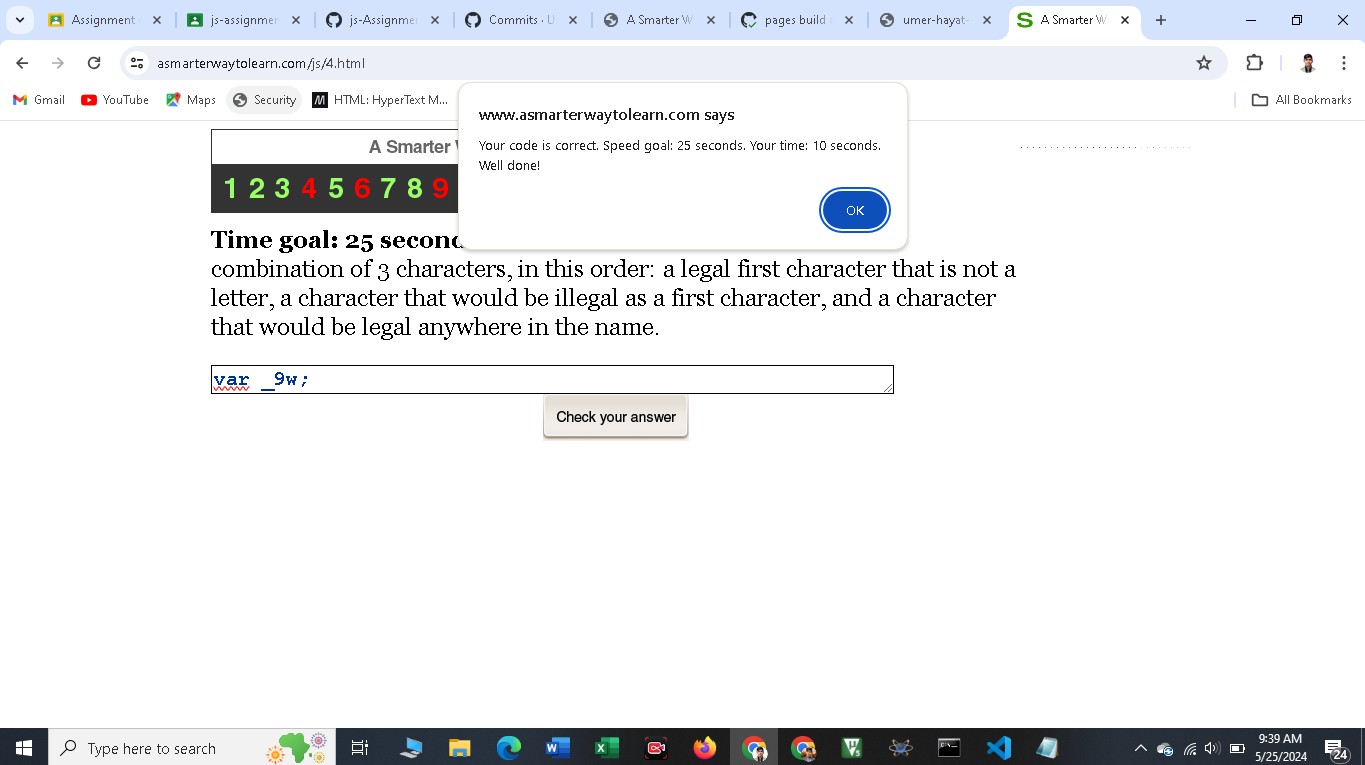 Assignment
js-assignmer
js-Assignmer
Commits · U
A Smarter W
pages build
umer-hayat-
A Smarter W
asmarterwaytolearn.com/js/4.html
Gmail
YouTube
Maps
Security
HTML: HyperText M...
All Bookmarks
www.asmarterwaytolearn.com says
Your code is correct. Speed goal: 25 seconds. Your time: 10 seconds.
Well done!
OK
A Smarter
1 2 3 4 5 6 7 8 9
Time goal: 25 second
combination of 3 characters, in this order: a legal first character that is not a
letter, a character that would be illegal as a first character, and a character
that would be legal anywhere in the name.
var _9w;
Check your answer
Type here to search
9:39 AM
5/25/2024
24